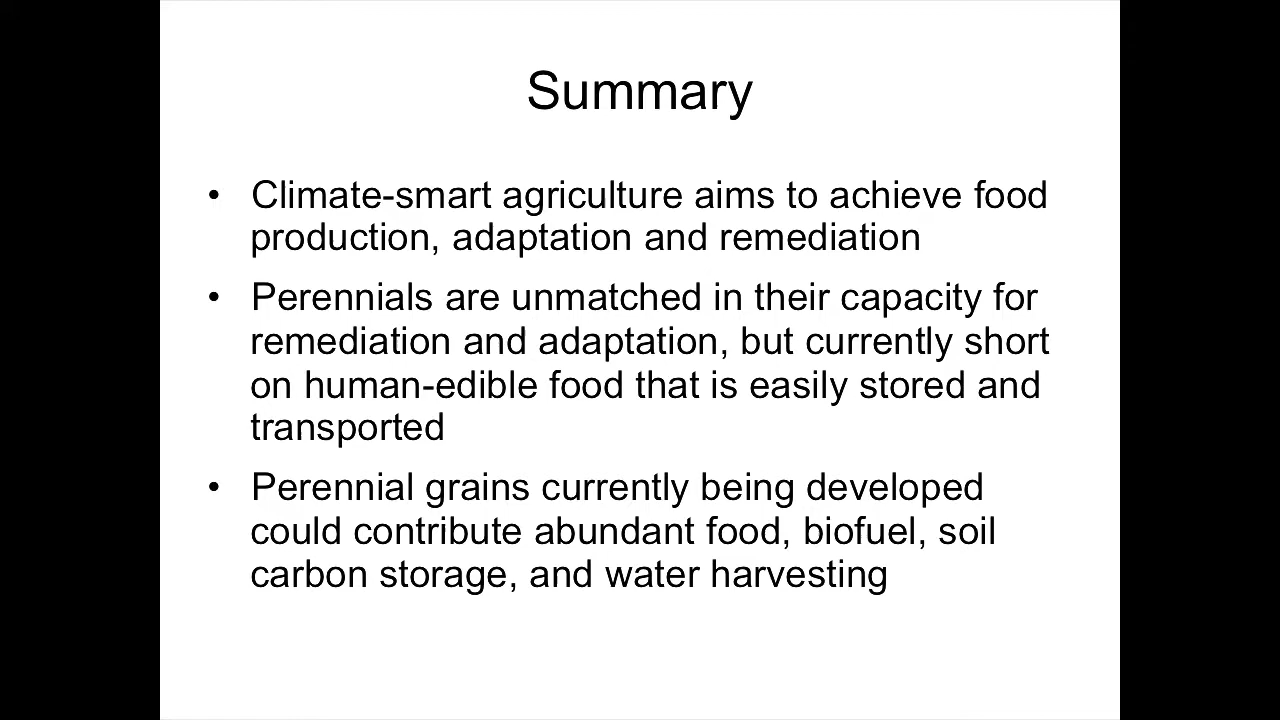 Summary
• Climate-smart agriculture aims to achieve food
production, adaptation and remediation
• Perennials are unmatched in their capacity for
remediation and adaptation, but currently short
on human-edible food that is easily stored and
transported
• Perennial grains currently being developed
could contribute abundant food, biofuel, soil
carbon storage, and water harvesting